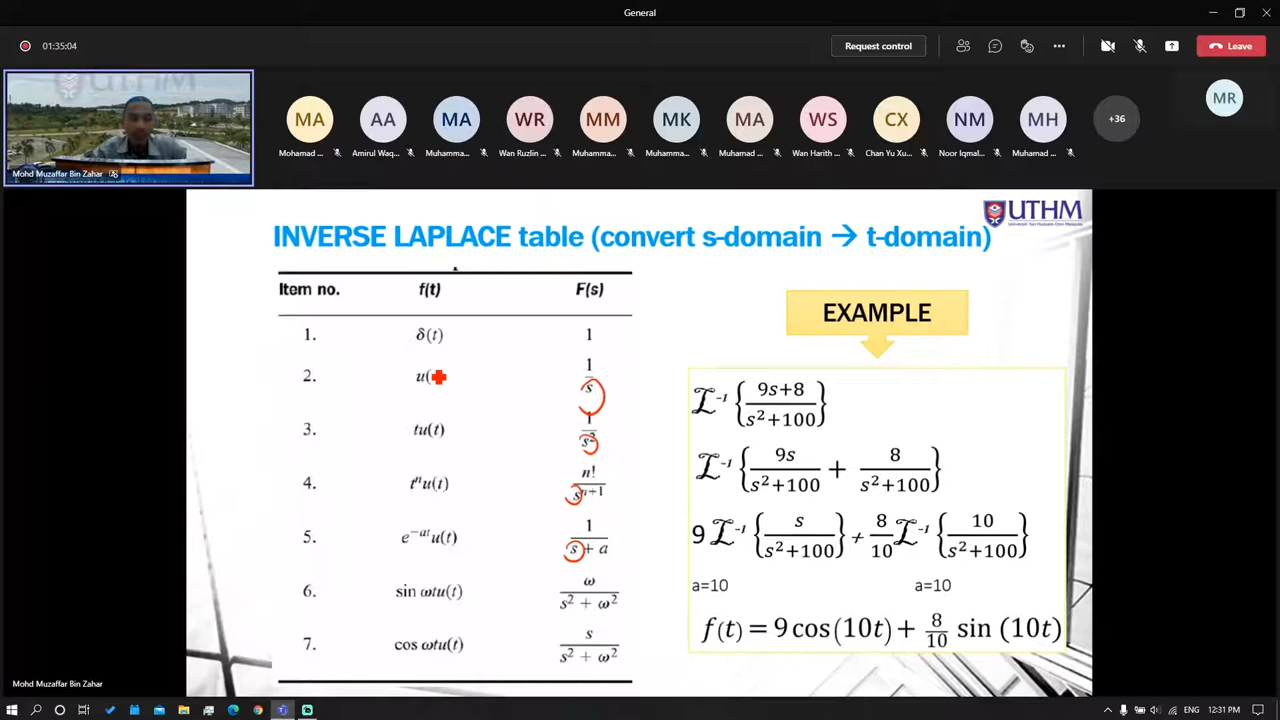 General
01:35:04
Request control
Leave
UTHM
MA
AA
MA
WR
MM
MK
MA
WS
CX
NM
MH
+36
MR
Mohamad ...
Amirul Waq...
Muhamma...
Wan Ruzlin ...
Muhamma...
Muhamma...
Muhamad ...
Wan Harith ...
Chan Yu Xu...
Noor Iqmal...
Muhamad ...
Mohd Muzaffar Bin Zahar
UTHM
INVERSE LAPLACE table (convert s-domain → t-domain)
Item no. f(t) F(s)
1. δ(t) 1
2. u( 1/s
3. tu(t) 1/s²
4. tⁿu(t) n!/sⁿ⁺¹
5. e⁻ᵃᵗu(t) 1/(s + a)
6. sin ωtu(t) ω/(s² + ω²)
7. cos ωtu(t) s/(s² + ω²)
EXAMPLE
ℒ⁻¹ {(9s+8)/(s²+100)}
ℒ⁻¹ {9s/(s²+100) + 8/(s²+100)}
9 ℒ⁻¹ {s/(s²+100)} + 8/10 ℒ⁻¹ {10/(s²+100)}
a=10 a=10
f(t) = 9 cos(10t) + 8/10 sin (10t)
Mohd Muzaffar Bin Zahar
ENG 12:31 PM